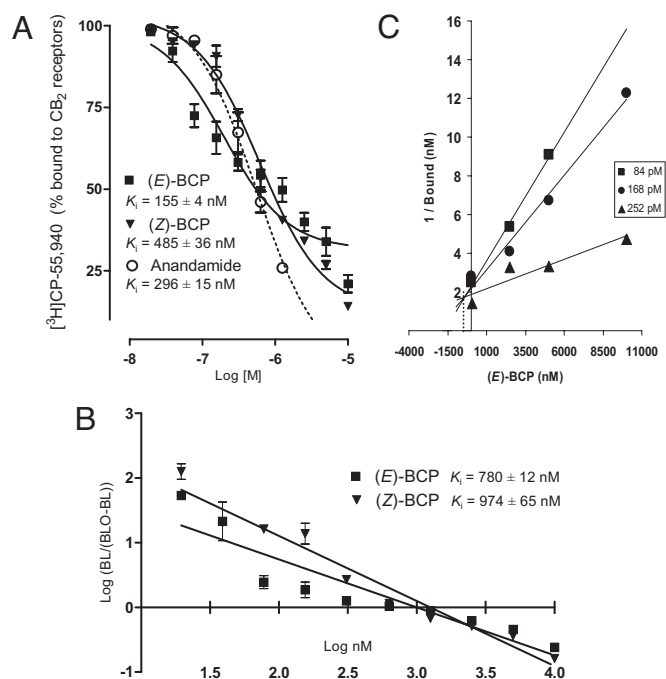 A
[³H]CP-55,940 (% bound to CB₂ receptors)
100
75
50
25
(E)-BCP
Kᵢ = 155 ± 4 nM
(Z)-BCP
Kᵢ = 485 ± 36 nM
Anandamide
Kᵢ = 296 ± 15 nM
-8 -7 -6 -5
Log [M]
C
1 / Bound (nM)
16
14
12
10
8
6
4
2
84 pM
168 pM
252 pM
-4000 -1500 1000 3500 6000 8500 11000
(E)-BCP (nM)
B
Log (BL/(BLO-BL))
3
2
1
0
-1
(E)-BCP Kᵢ = 780 ± 12 nM
(Z)-BCP Kᵢ = 974 ± 65 nM
Log nM
1.5 2.0 2.5 3.0 3.5 4.0